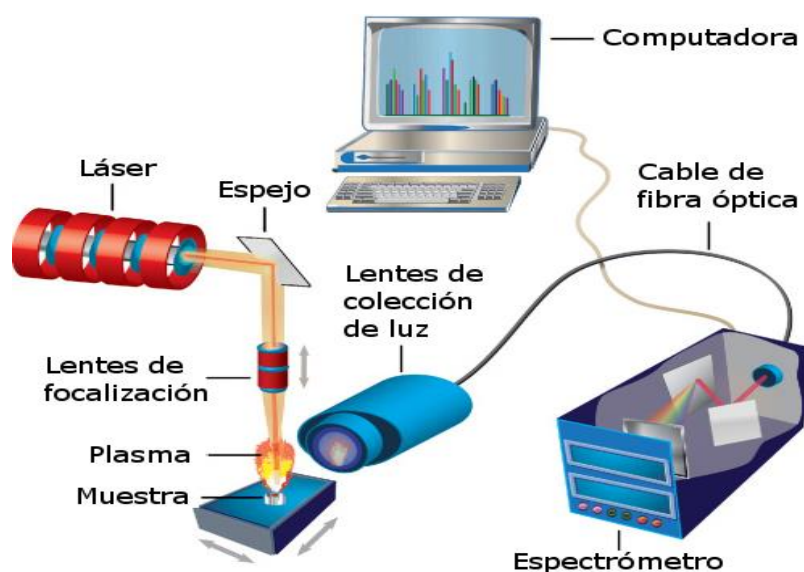 Computadora
Láser
Espejo
Cable de
fibra óptica
Lentes de
colección
de luz
Lentes de
focalización
Plasma
Muestra
Espectrómetro